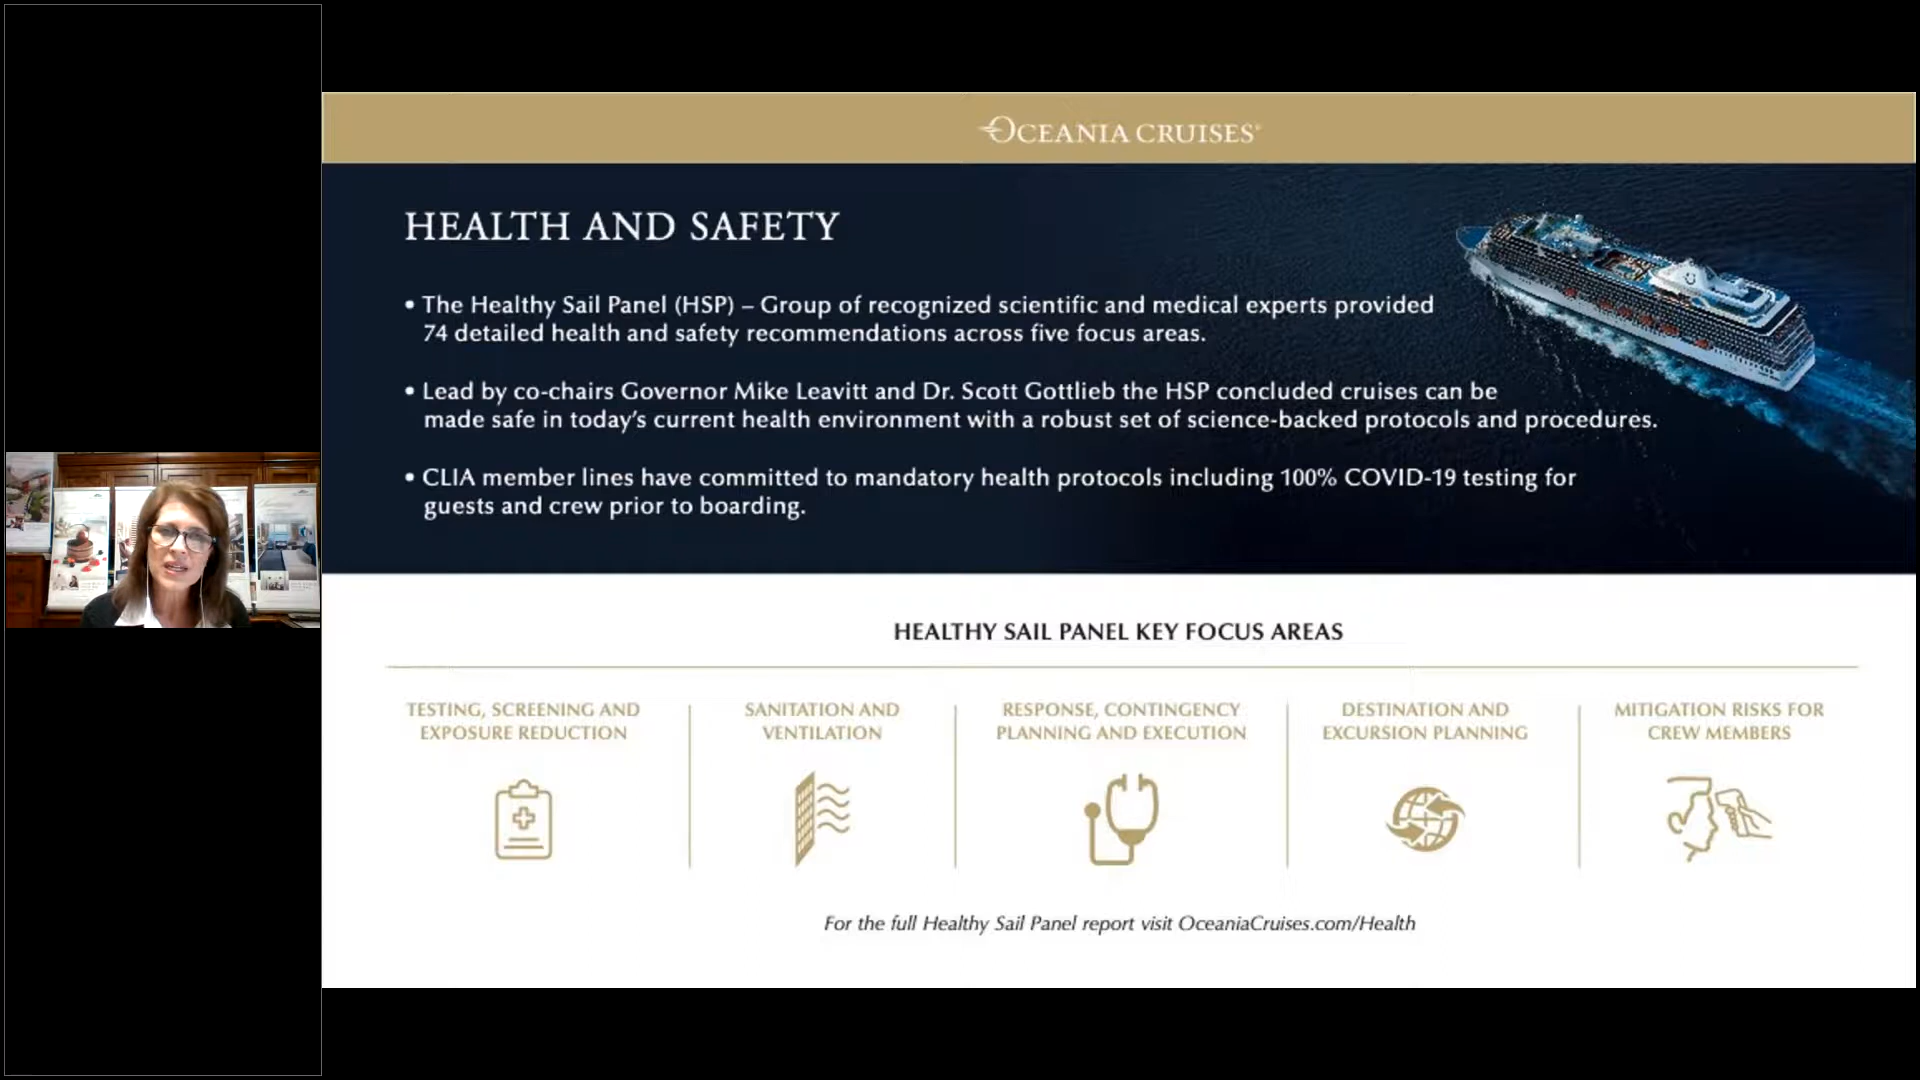 OCEANIA CRUISES®
HEALTH AND SAFETY
• The Healthy Sail Panel (HSP) – Group of recognized scientific and medical experts provided
74 detailed health and safety recommendations across five focus areas.
• Lead by co-chairs Governor Mike Leavitt and Dr. Scott Gottlieb the HSP concluded cruises can be
made safe in today's current health environment with a robust set of science-backed protocols and procedures.
• CLIA member lines have committed to mandatory health protocols including 100% COVID-19 testing for
guests and crew prior to boarding.
HEALTHY SAIL PANEL KEY FOCUS AREAS
TESTING, SCREENING AND
EXPOSURE REDUCTION
SANITATION AND
VENTILATION
RESPONSE, CONTINGENCY
PLANNING AND EXECUTION
DESTINATION AND
EXCURSION PLANNING
MITIGATION RISKS FOR
CREW MEMBERS
For the full Healthy Sail Panel report visit OceaniaCruises.com/Health